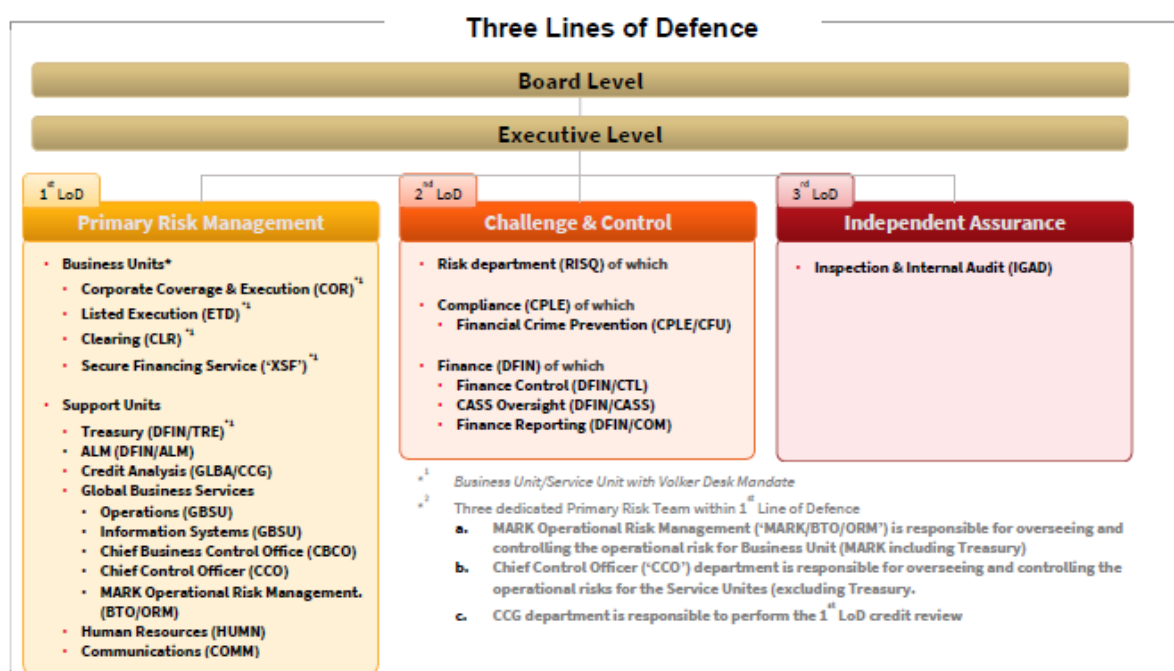 Three Lines of Defence
Board Level
Executive Level
1st LoD
Primary Risk Management
• Business Units*
• Corporate Coverage & Execution (COR)*1
• Listed Execution (ETD)*1
• Clearing (CLR)*1
• Secure Financing Service (‘XSF’)*1
• Support Units
• Treasury (DFIN/TRE)*1
• ALM (DFIN/ALM)
• Credit Analysis (GLBA/CCG)
• Global Business Services
• Operations (GBSU)
• Information Systems (GBSU)
• Chief Business Control Office (CBCO)
• Chief Control Officer (CCO)
• MARK Operational Risk Management.
(BTO/ORM)
• Human Resources (HUMN)
• Communications (COMM)
2nd LoD
Challenge & Control
• Risk department (RISQ) of which
• Compliance (CPLE) of which
• Financial Crime Prevention (CPLE/CFU)
• Finance (DFIN) of which
• Finance Control (DFIN/CTL)
• CASS Oversight (DFIN/CASS)
• Finance Reporting (DFIN/COM)
3rd LoD
Independent Assurance
• Inspection & Internal Audit (IGAD)
*1 Business Unit/Service Unit with Volker Desk Mandate
*2 Three dedicated Primary Risk Team within 1st Line of Defence
a. MARK Operational Risk Management (‘MARK/BTO/ORM’) is responsible for overseeing and
controlling the operational risk for Business Unit (MARK including Treasury)
b. Chief Control Officer (‘CCO’) department is responsible for overseeing and controlling the
operational risks for the Service Unites (excluding Treasury.
c. CCG department is responsible to perform the 1st LoD credit review